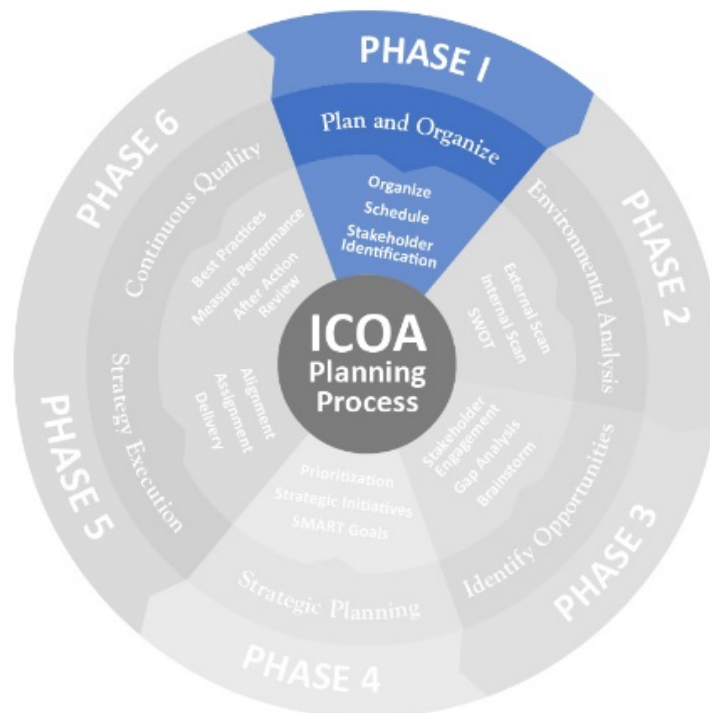 PHASE I
Plan and Organize
Organize
Schedule
Stakeholder
Identification
PHASE 2
Environmental Analysis
External Scan
Internal Scan
SWOT
PHASE 3
Identify Opportunities
Stakeholder
Engagement
Gap Analysis
Brainstorm
PHASE 4
Strategic Planning
Prioritization
Strategic Initiatives
SMART Goals
PHASE 5
Strategy Execution
Alignment
Assignment
Delivery
PHASE 6
Continuous Quality
Best Practices
Measure Performance
After Action
Review
ICOA
Planning
Process